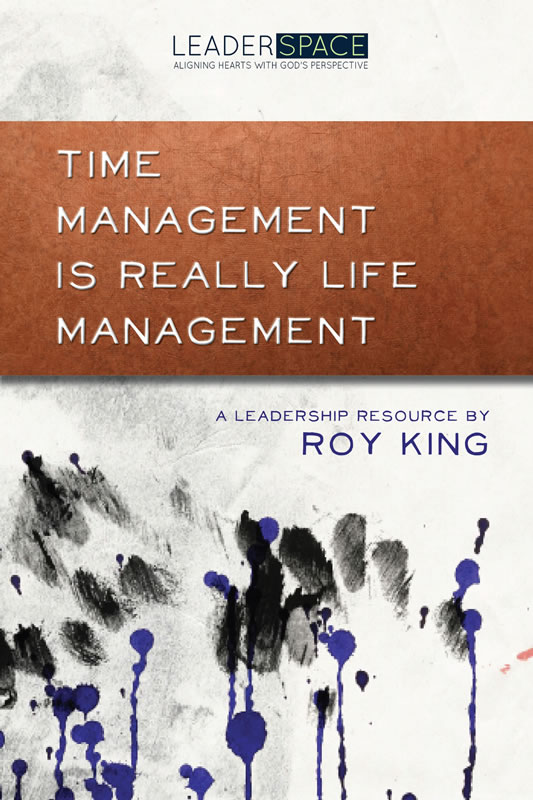 LEADERSPACE
ALIGNING HEARTS WITH GOD'S PERSPECTIVE
TIME
MANAGEMENT
IS REALLY LIFE
MANAGEMENT
A LEADERSHIP RESOURCE BY
ROY KING